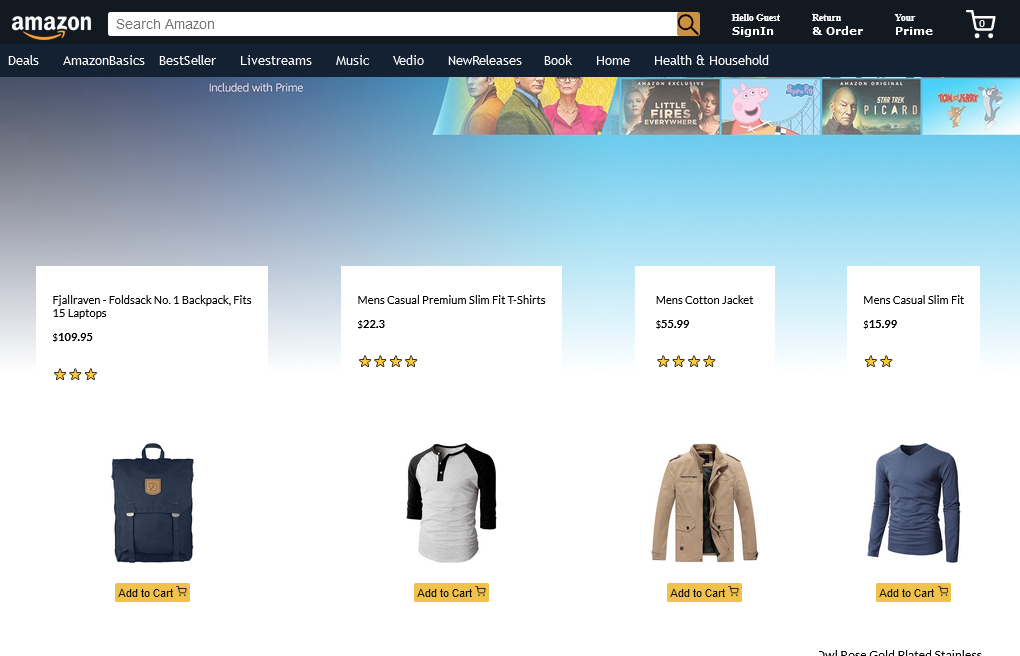 amazon
Search Amazon
Hello Guest
SignIn
Return
& Order
Your
Prime
0
Deals
AmazonBasics
BestSeller
Livestreams
Music
Vedio
NewReleases
Book
Home
Health & Household
Included with Prime
AMAZON EXCLUSIVE
LITTLE
FIRES
EVERYWHERE
Peppa Pig
AMAZON ORIGINAL
STAR TREK
PICARD
TOM AND JERRY
Fjallraven - Foldsack No. 1 Backpack, Fits
15 Laptops
$109.95
Mens Casual Premium Slim Fit T-Shirts
$22.3
Mens Cotton Jacket
$55.99
Mens Casual Slim Fit
$15.99
Add to Cart
Add to Cart
Add to Cart
Add to Cart
Owl Rose Gold Plated Stainless